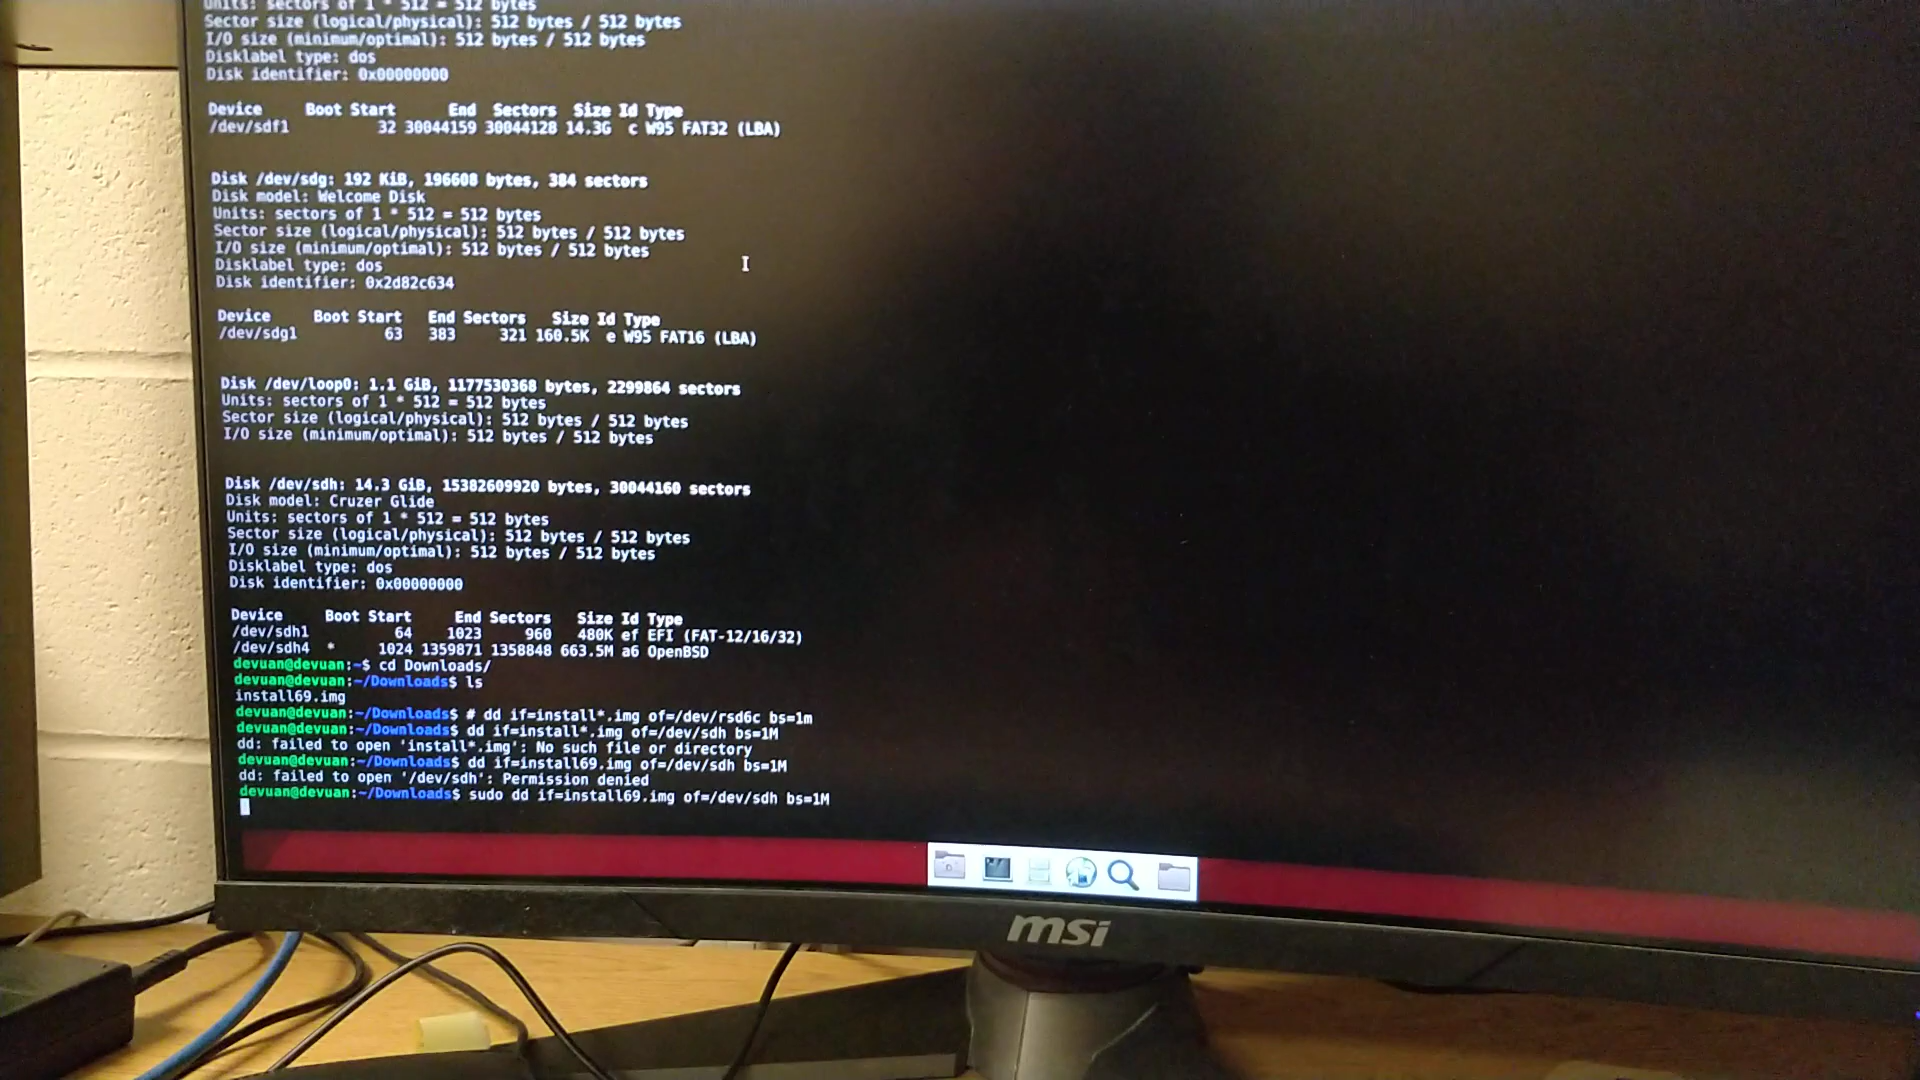 Units: sectors of 1 * 512 = 512 bytes
Sector size (logical/physical): 512 bytes / 512 bytes
I/O size (minimum/optimal): 512 bytes / 512 bytes
Disklabel type: dos
Disk identifier: 0x00000000
Device Boot Start End Sectors Size Id Type
/dev/sdf1 32 30044159 30044128 14.3G c W95 FAT32 (LBA)
Disk /dev/sdg: 192 KiB, 196608 bytes, 384 sectors
Disk model: Welcome Disk
Units: sectors of 1 * 512 = 512 bytes
Sector size (logical/physical): 512 bytes / 512 bytes
I/O size (minimum/optimal): 512 bytes / 512 bytes
Disklabel type: dos
Disk identifier: 0x2d82c634
Device Boot Start End Sectors Size Id Type
/dev/sdg1 63 383 321 160.5K e W95 FAT16 (LBA)
Disk /dev/loop0: 1.1 GiB, 1177530368 bytes, 2299864 sectors
Units: sectors of 1 * 512 = 512 bytes
Sector size (logical/physical): 512 bytes / 512 bytes
I/O size (minimum/optimal): 512 bytes / 512 bytes
Disk /dev/sdh: 14.3 GiB, 15382609920 bytes, 30044160 sectors
Disk model: Cruzer Glide
Units: sectors of 1 * 512 = 512 bytes
Sector size (logical/physical): 512 bytes / 512 bytes
I/O size (minimum/optimal): 512 bytes / 512 bytes
Disklabel type: dos
Disk identifier: 0x00000000
Device Boot Start End Sectors Size Id Type
/dev/sdh1 64 1023 960 480K ef EFI (FAT-12/16/32)
/dev/sdh4 * 1024 1359871 1358848 663.5M a6 OpenBSD
devuan@devuan:~$ cd Downloads/
devuan@devuan:~/Downloads$ ls
install69.img
devuan@devuan:~/Downloads$ # dd if=install*.img of=/dev/rsd6c bs=1m
devuan@devuan:~/Downloads$ dd if=install*.img of=/dev/sdh bs=1M
dd: failed to open 'install*.img': No such file or directory
devuan@devuan:~/Downloads$ dd if=install69.img of=/dev/sdh bs=1M
dd: failed to open '/dev/sdh': Permission denied
devuan@devuan:~/Downloads$ sudo dd if=install69.img of=/dev/sdh bs=1M
msi